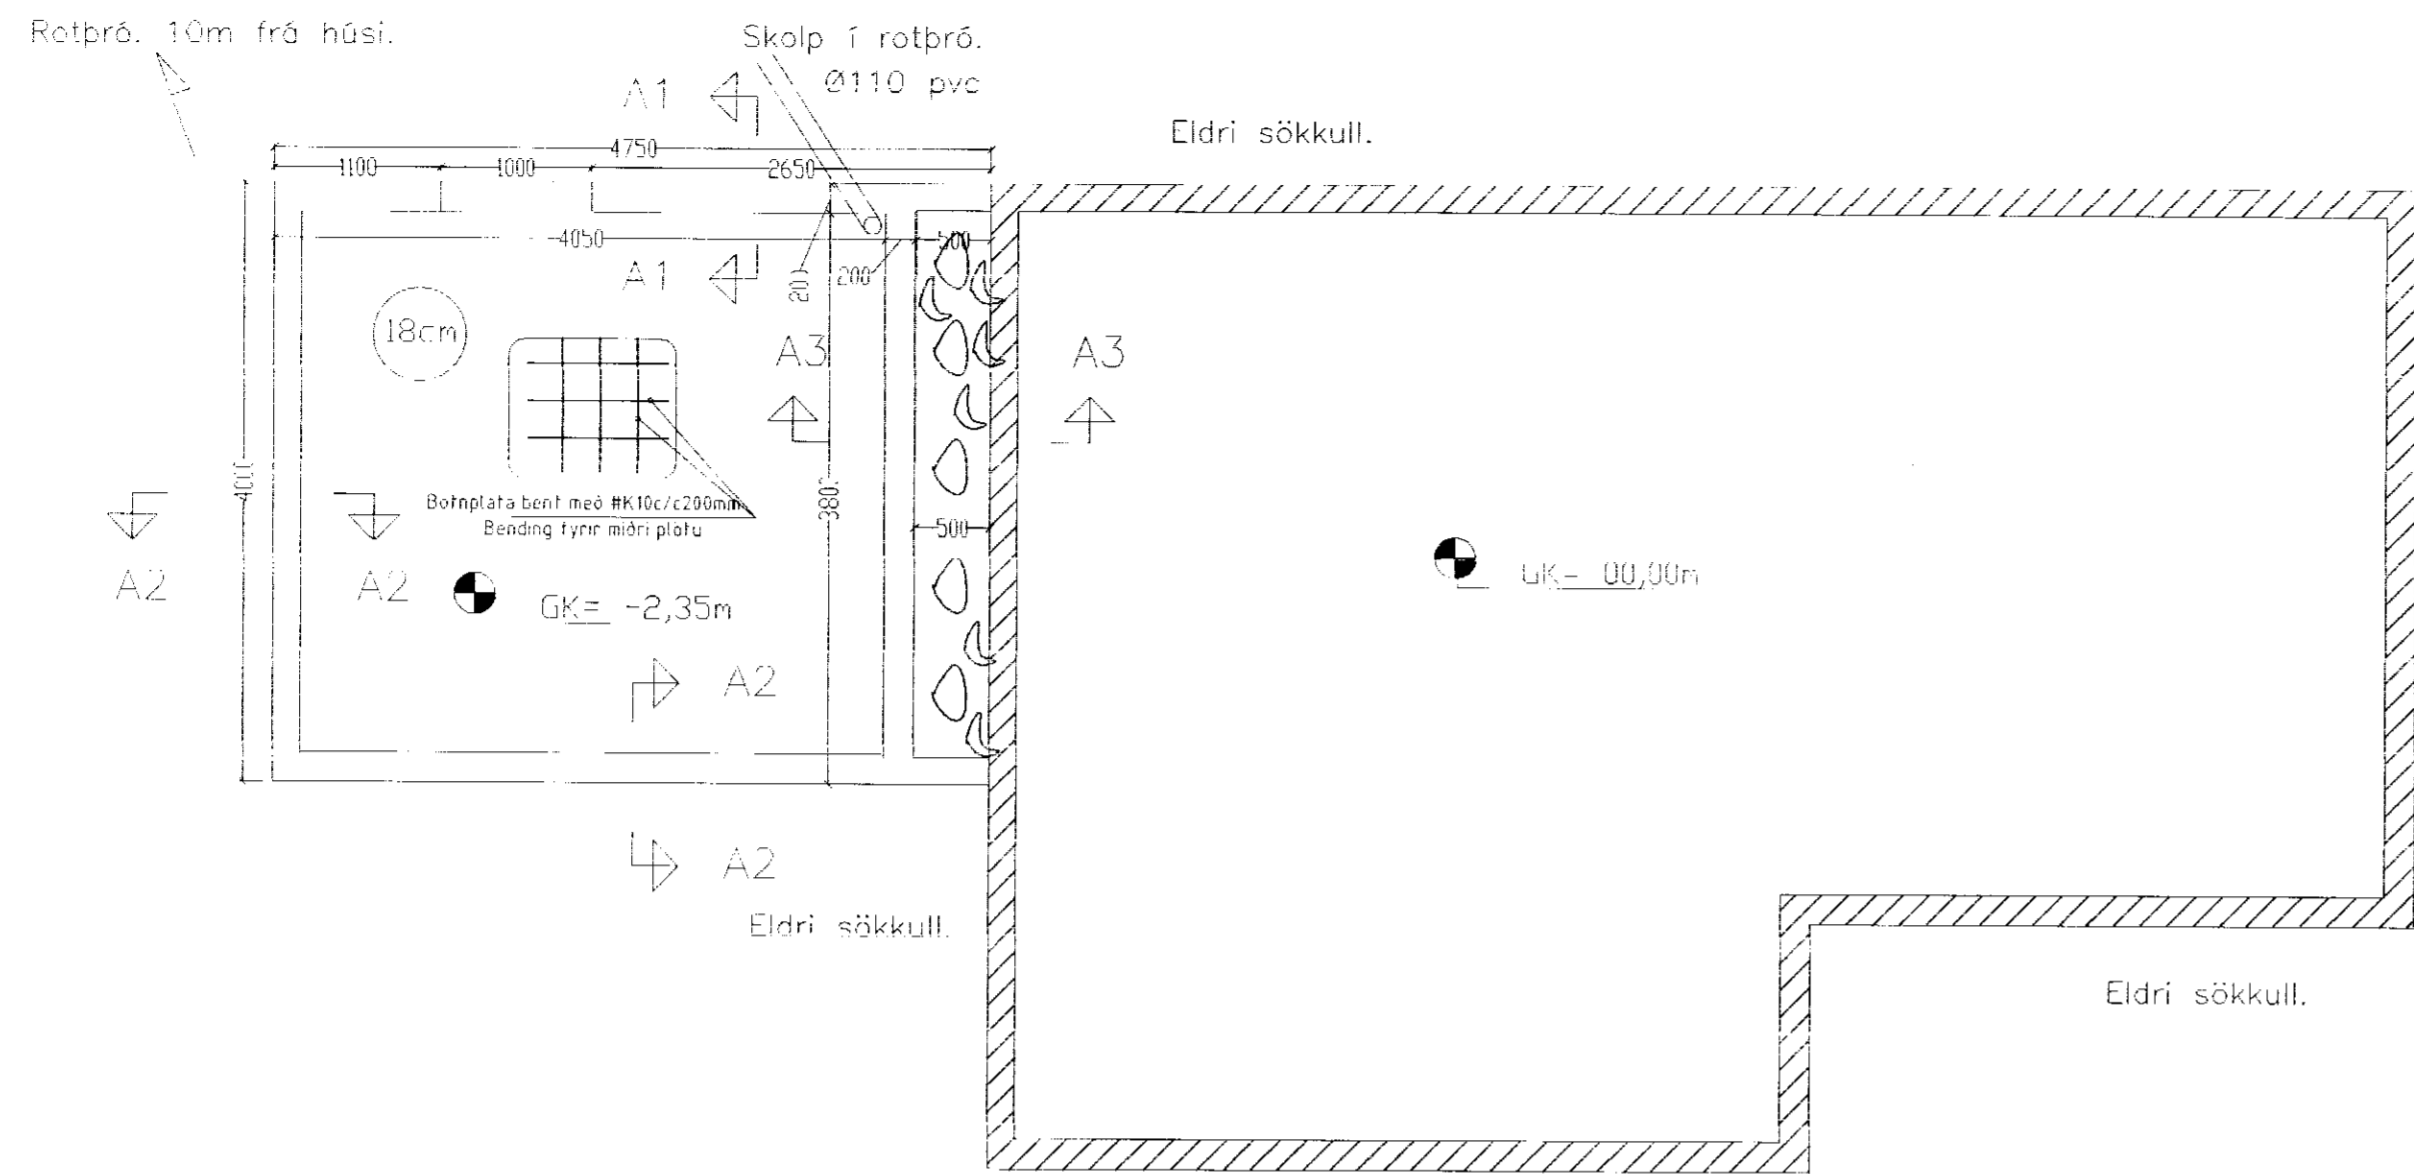 Rotþró. 10m frá húsi.
Skolp í rotþró.
Ø110 pvc
A1
Eldri sökkull.
4750
1100
1000
2650
4050
500
A1
200
200
18cm
A3
A3
4000
3800
Botnplata bent með #K10c/c200mm
Bending fyrir miðri plötu
500
A2
A2
GK= -2,35m
GK= 00,00m
A2
A2
Eldri sökkull.
Eldri sökkull.